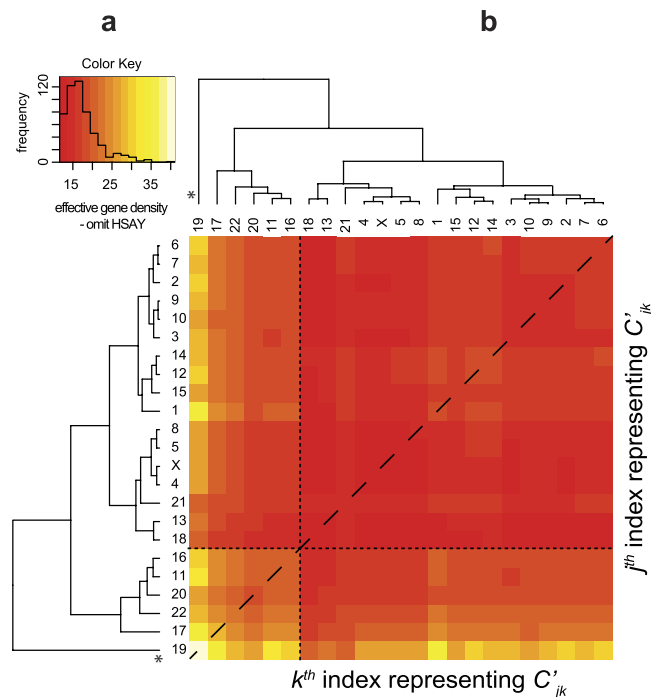 a
b
Color Key
frequency
0
120
15
25
35
effective gene density
- omit HSAY
*
19 17 22 20 11 16 18 13 21 4 X 5 8 1 15 12 14 3 10 9 2 7 6
6
7
2
9
10
3
14
12
15
1
8
5
X
4
21
13
18
16
11
20
22
17
19
*
jth index representing C'jk
kth index representing C'jk